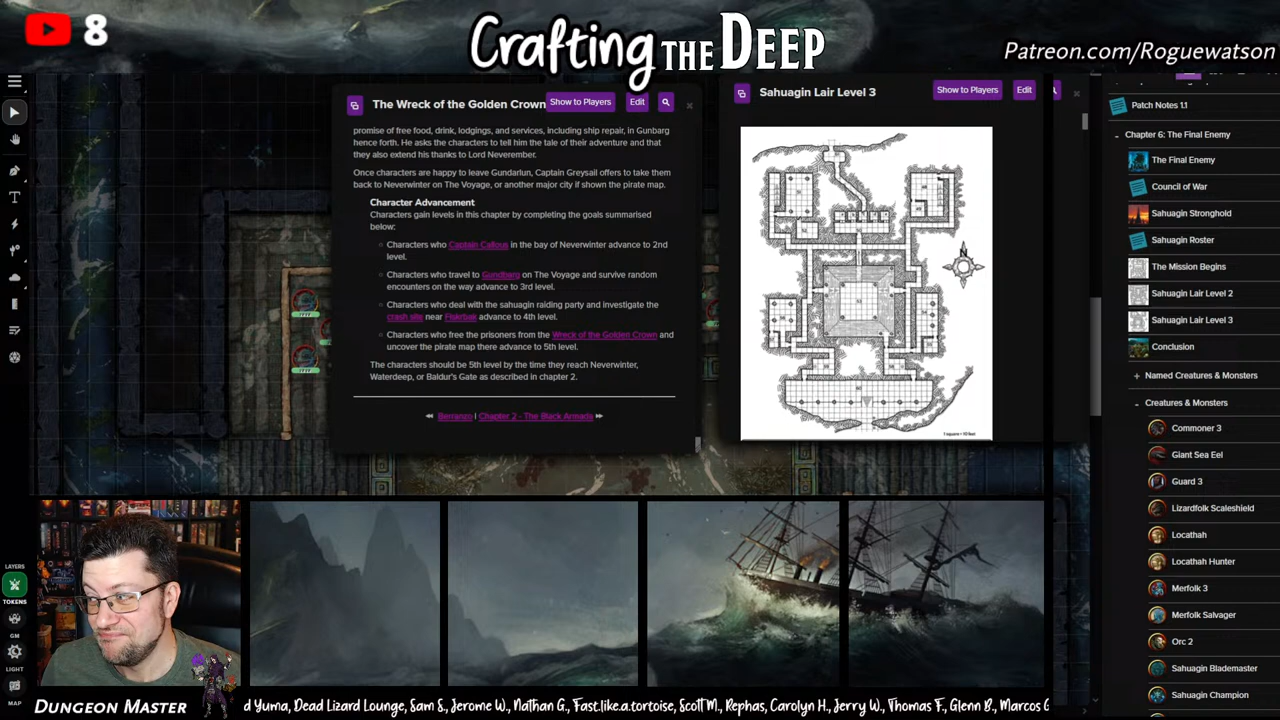 8
Crafting THE DEEP
Patreon.com/Roguewatson
The Wreck of the Golden Crown
Show to Players
Edit
promise of free food, drink, lodgings, and services, including ship repair, in Gunbarg
hence forth. He asks the characters to tell him the tale of their adventure and that
they also extend his thanks to Lord Neverember.
Once characters are happy to leave Gundarlun, Captain Greysail offers to take them
back to Neverwinter on The Voyage, or another major city if shown the pirate map.
Character Advancement
Characters gain levels in this chapter by completing the goals summarised
below:
Characters who Captain Callous in the bay of Neverwinter advance to 2nd
level.
Characters who travel to Gundbarg on The Voyage and survive random
encounters on the way advance to 3rd level.
Characters who deal with the sahuagin raiding party and investigate the
crash site near Fiskrbak advance to 4th level.
Characters who free the prisoners from the Wreck of the Golden Crown and
uncover the pirate map there advance to 5th level.
The characters should be 5th level by the time they reach Neverwinter,
Waterdeep, or Baldur's Gate as described in chapter 2.
Berranzo | Chapter 2 - The Black Armada
Sahuagin Lair Level 3
Show to Players
Edit
1 square = 10 feet
Patch Notes 1.1
Chapter 6: The Final Enemy
The Final Enemy
Council of War
Sahuagin Stronghold
Sahuagin Roster
The Mission Begins
Sahuagin Lair Level 2
Sahuagin Lair Level 3
Conclusion
Named Creatures & Monsters
Creatures & Monsters
Commoner 3
Giant Sea Eel
Guard 3
Lizardfolk Scaleshield
Locathah
Locathah Hunter
Merfolk 3
Merfolk Salvager
Orc 2
Sahuagin Blademaster
Sahuagin Champion
LAYERS
TOKENS
GM
LIGHT
MAP
DUNGEON MASTER
d Yuma, Dead Lizard Lounge, Sam S., Jerome W., Nathan G., Fast.like.a.tortoise, Scott M., Rephas, Carolyn H., Jerry W., Thomas F., Glenn B., Marcos G